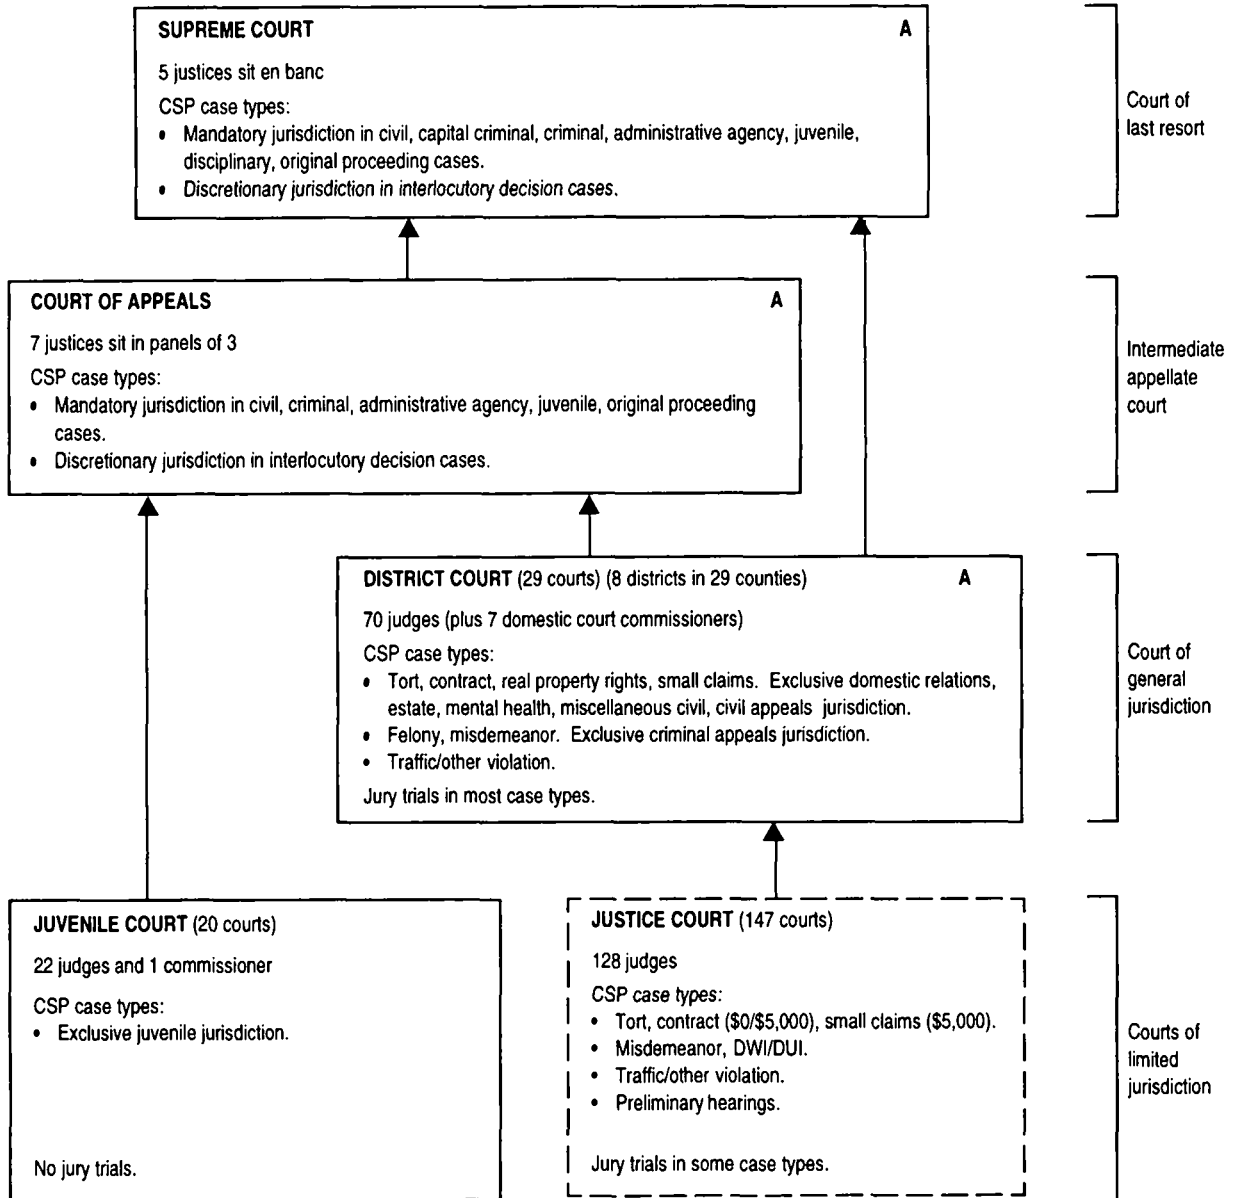 SUPREME COURT A
5 justices sit en banc
CSP case types:
• Mandatory jurisdiction in civil, capital criminal, criminal, administrative agency, juvenile,
disciplinary, original proceeding cases.
• Discretionary jurisdiction in interlocutory decision cases.
Court of
last resort
COURT OF APPEALS A
7 justices sit in panels of 3
CSP case types:
• Mandatory jurisdiction in civil, criminal, administrative agency, juvenile, original proceeding
cases.
• Discretionary jurisdiction in interlocutory decision cases.
Intermediate
appellate
court
DISTRICT COURT (29 courts) (8 districts in 29 counties) A
70 judges (plus 7 domestic court commissioners)
CSP case types:
• Tort, contract, real property rights, small claims. Exclusive domestic relations,
estate, mental health, miscellaneous civil, civil appeals jurisdiction.
• Felony, misdemeanor. Exclusive criminal appeals jurisdiction.
• Traffic/other violation.
Jury trials in most case types.
Court of
general
jurisdiction
JUVENILE COURT (20 courts)
22 judges and 1 commissioner
CSP case types:
• Exclusive juvenile jurisdiction.
No jury trials.
JUSTICE COURT (147 courts)
128 judges
CSP case types:
• Tort, contract ($0/$5,000), small claims ($5,000).
• Misdemeanor, DWI/DUI.
• Traffic/other violation.
• Preliminary hearings.
Jury trials in some case types.
Courts of
limited
jurisdiction